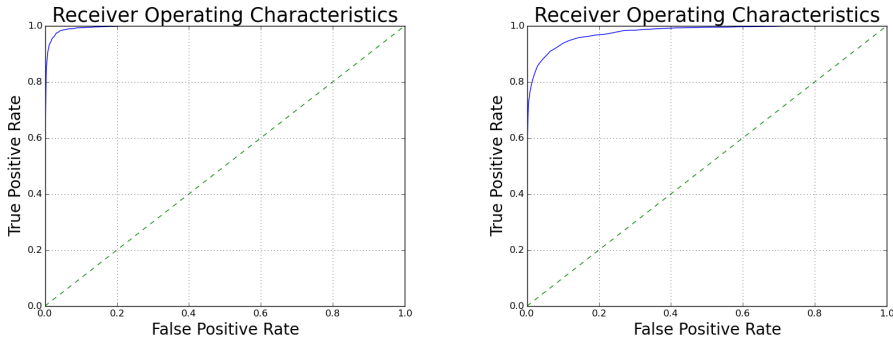 Receiver Operating Characteristics
1.0
0.8
0.6
0.4
0.2
0.0
True Positive Rate
0.0 0.2 0.4 0.6 0.8 1.0
False Positive Rate
Receiver Operating Characteristics
1.0
0.8
0.6
0.4
0.2
0.0
True Positive Rate
0.0 0.2 0.4 0.6 0.8 1.0
False Positive Rate